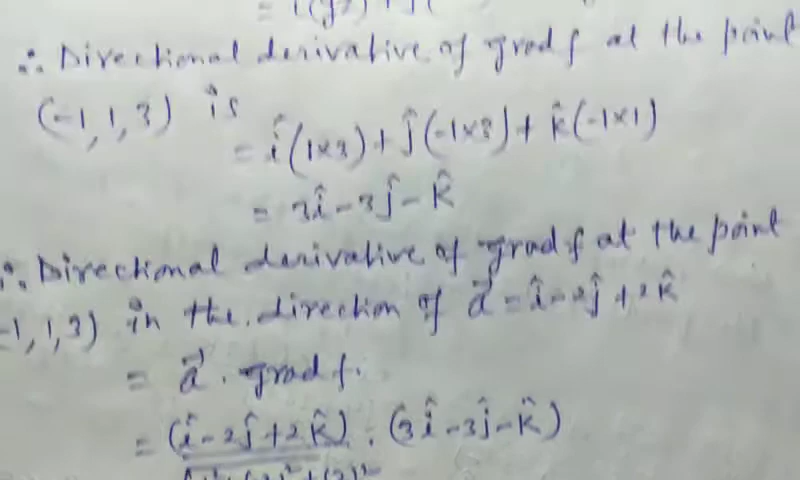 ∴ Directional derivative of grad f at the point
(-1, 1, 3) is
= î(1×3) + ĵ(-1×3) + k̂(-1×1)
= 3î - 3ĵ - k̂
∴ Directional derivative of grad f at the point
-1, 1, 3) in the direction of a⃗ = î - 2ĵ + 2k̂
= a⃗ . grad f.
= (î - 2ĵ + 2k̂) . (3î - 3ĵ - k̂)